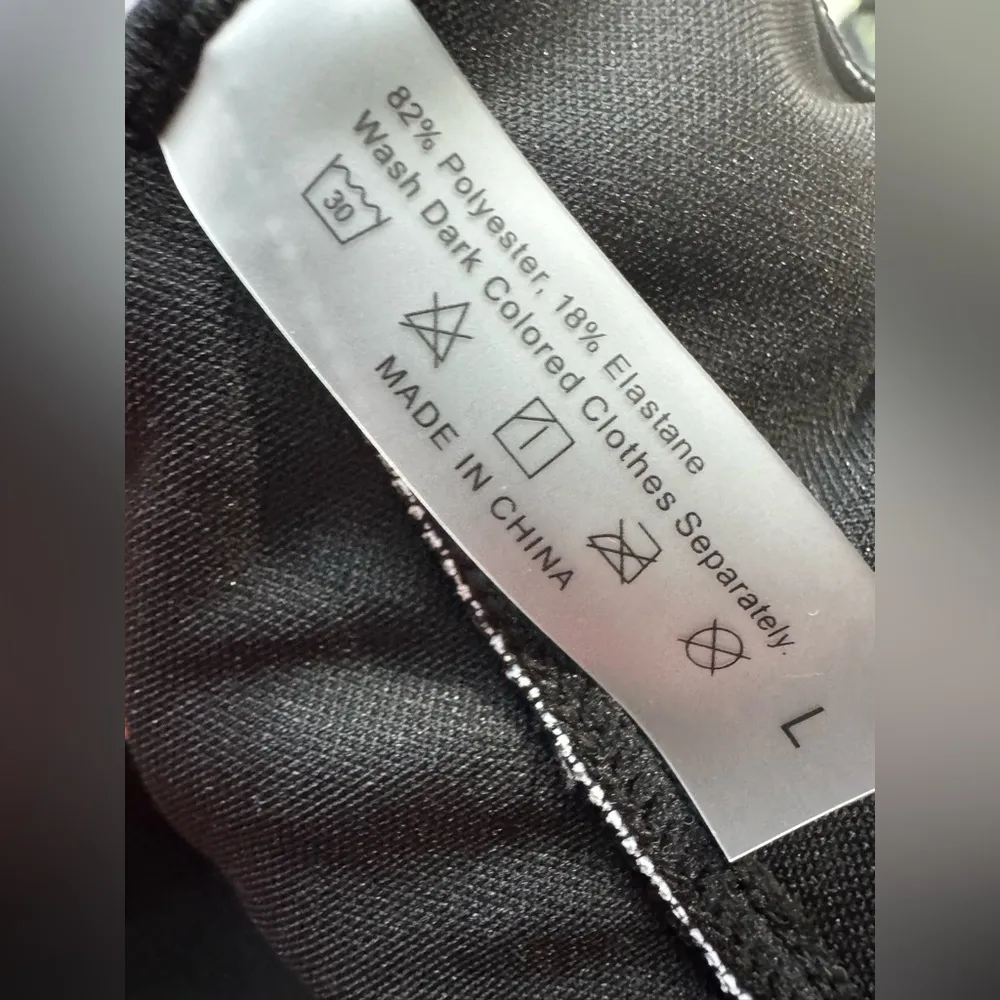 82% Polyester, 18% Elastane
Wash Dark Colored Clothes Separately.
30
MADE IN CHINA
L